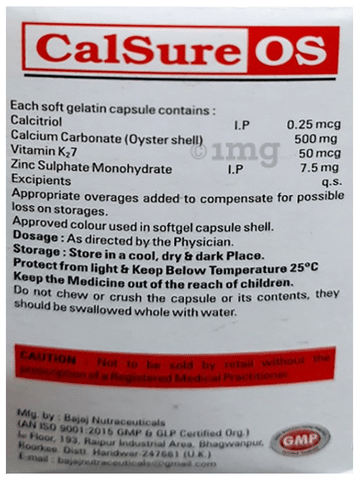 CalSure OS
Each soft gelatin capsule contains :
Calcitriol I.P 0.25 mcg
Calcium Carbonate (Oyster shell) 500 mg
Vitamin K₂7 50 mcg
Zinc Sulphate Monohydrate I.P 7.5 mg
Excipients q.s.
Appropriate overages added to compensate for possible
loss on storages.
Approved colour used in softgel capsule shell.
Dosage : As directed by the Physician.
Storage : Store in a cool, dry & dark Place.
Protect from light & Keep Below Temperature 25°C
Keep the Medicine out of the reach of children.
Do not chew or crush the capsule or its contents, they
should be swallowed whole with water.
CAUTION : Not to be sold by retail without the
prescription of a Registered Medical Practitioner
Mfg. by : Bajaj Nutraceuticals
(AN ISO 9001:2015 GMP & GLP Certified Org.)
Ist Floor, 193, Raipur Industrial Area, Bhagwanpur,
Roorkee, Distt. Haridwar-247661 (U.K.)
E-mail : bajajnutraceuticals@gmail.com
GMP
©1mg